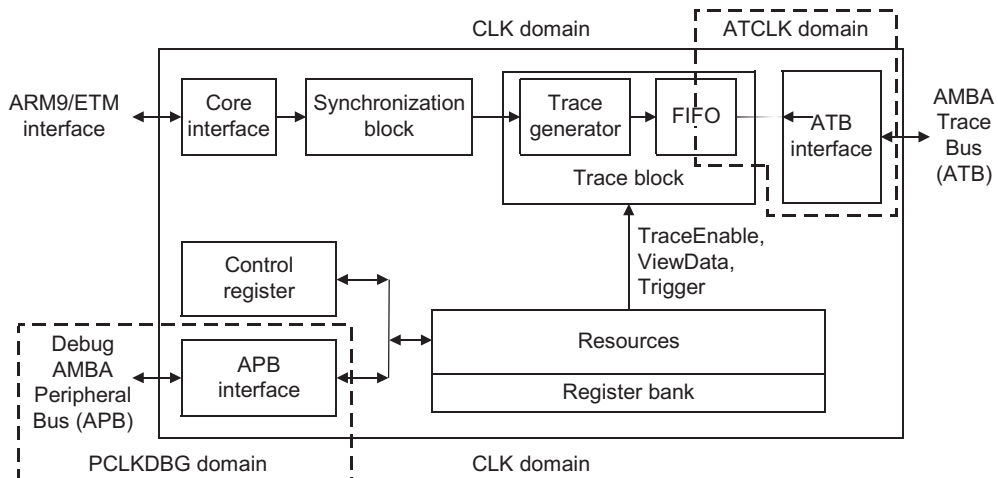 CLK domain
ATCLK domain
ARM9/ETM
interface
Core
interface
Synchronization
block
Trace
generator
FIFO
ATB
interface
AMBA
Trace
Bus
(ATB)
Trace block
TraceEnable,
ViewData,
Trigger
Control
register
Debug
AMBA
Peripheral
Bus (APB)
APB
interface
Resources
Register bank
PCLKDBG domain
CLK domain